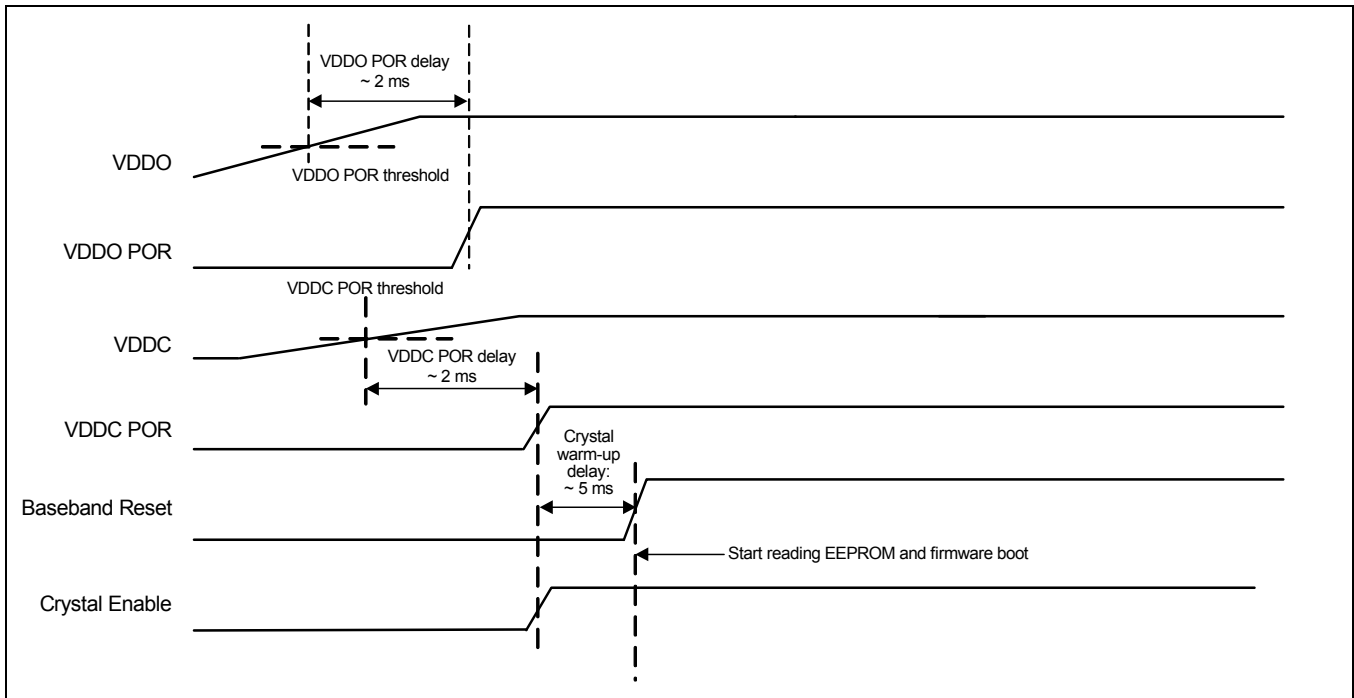 VDDO POR delay
~ 2 ms
VDDO
VDDO POR threshold
VDDO POR
VDDC POR threshold
VDDC
VDDC POR delay
~ 2 ms
VDDC POR
Crystal
warm-up
delay:
~ 5 ms
Baseband Reset
Start reading EEPROM and firmware boot
Crystal Enable